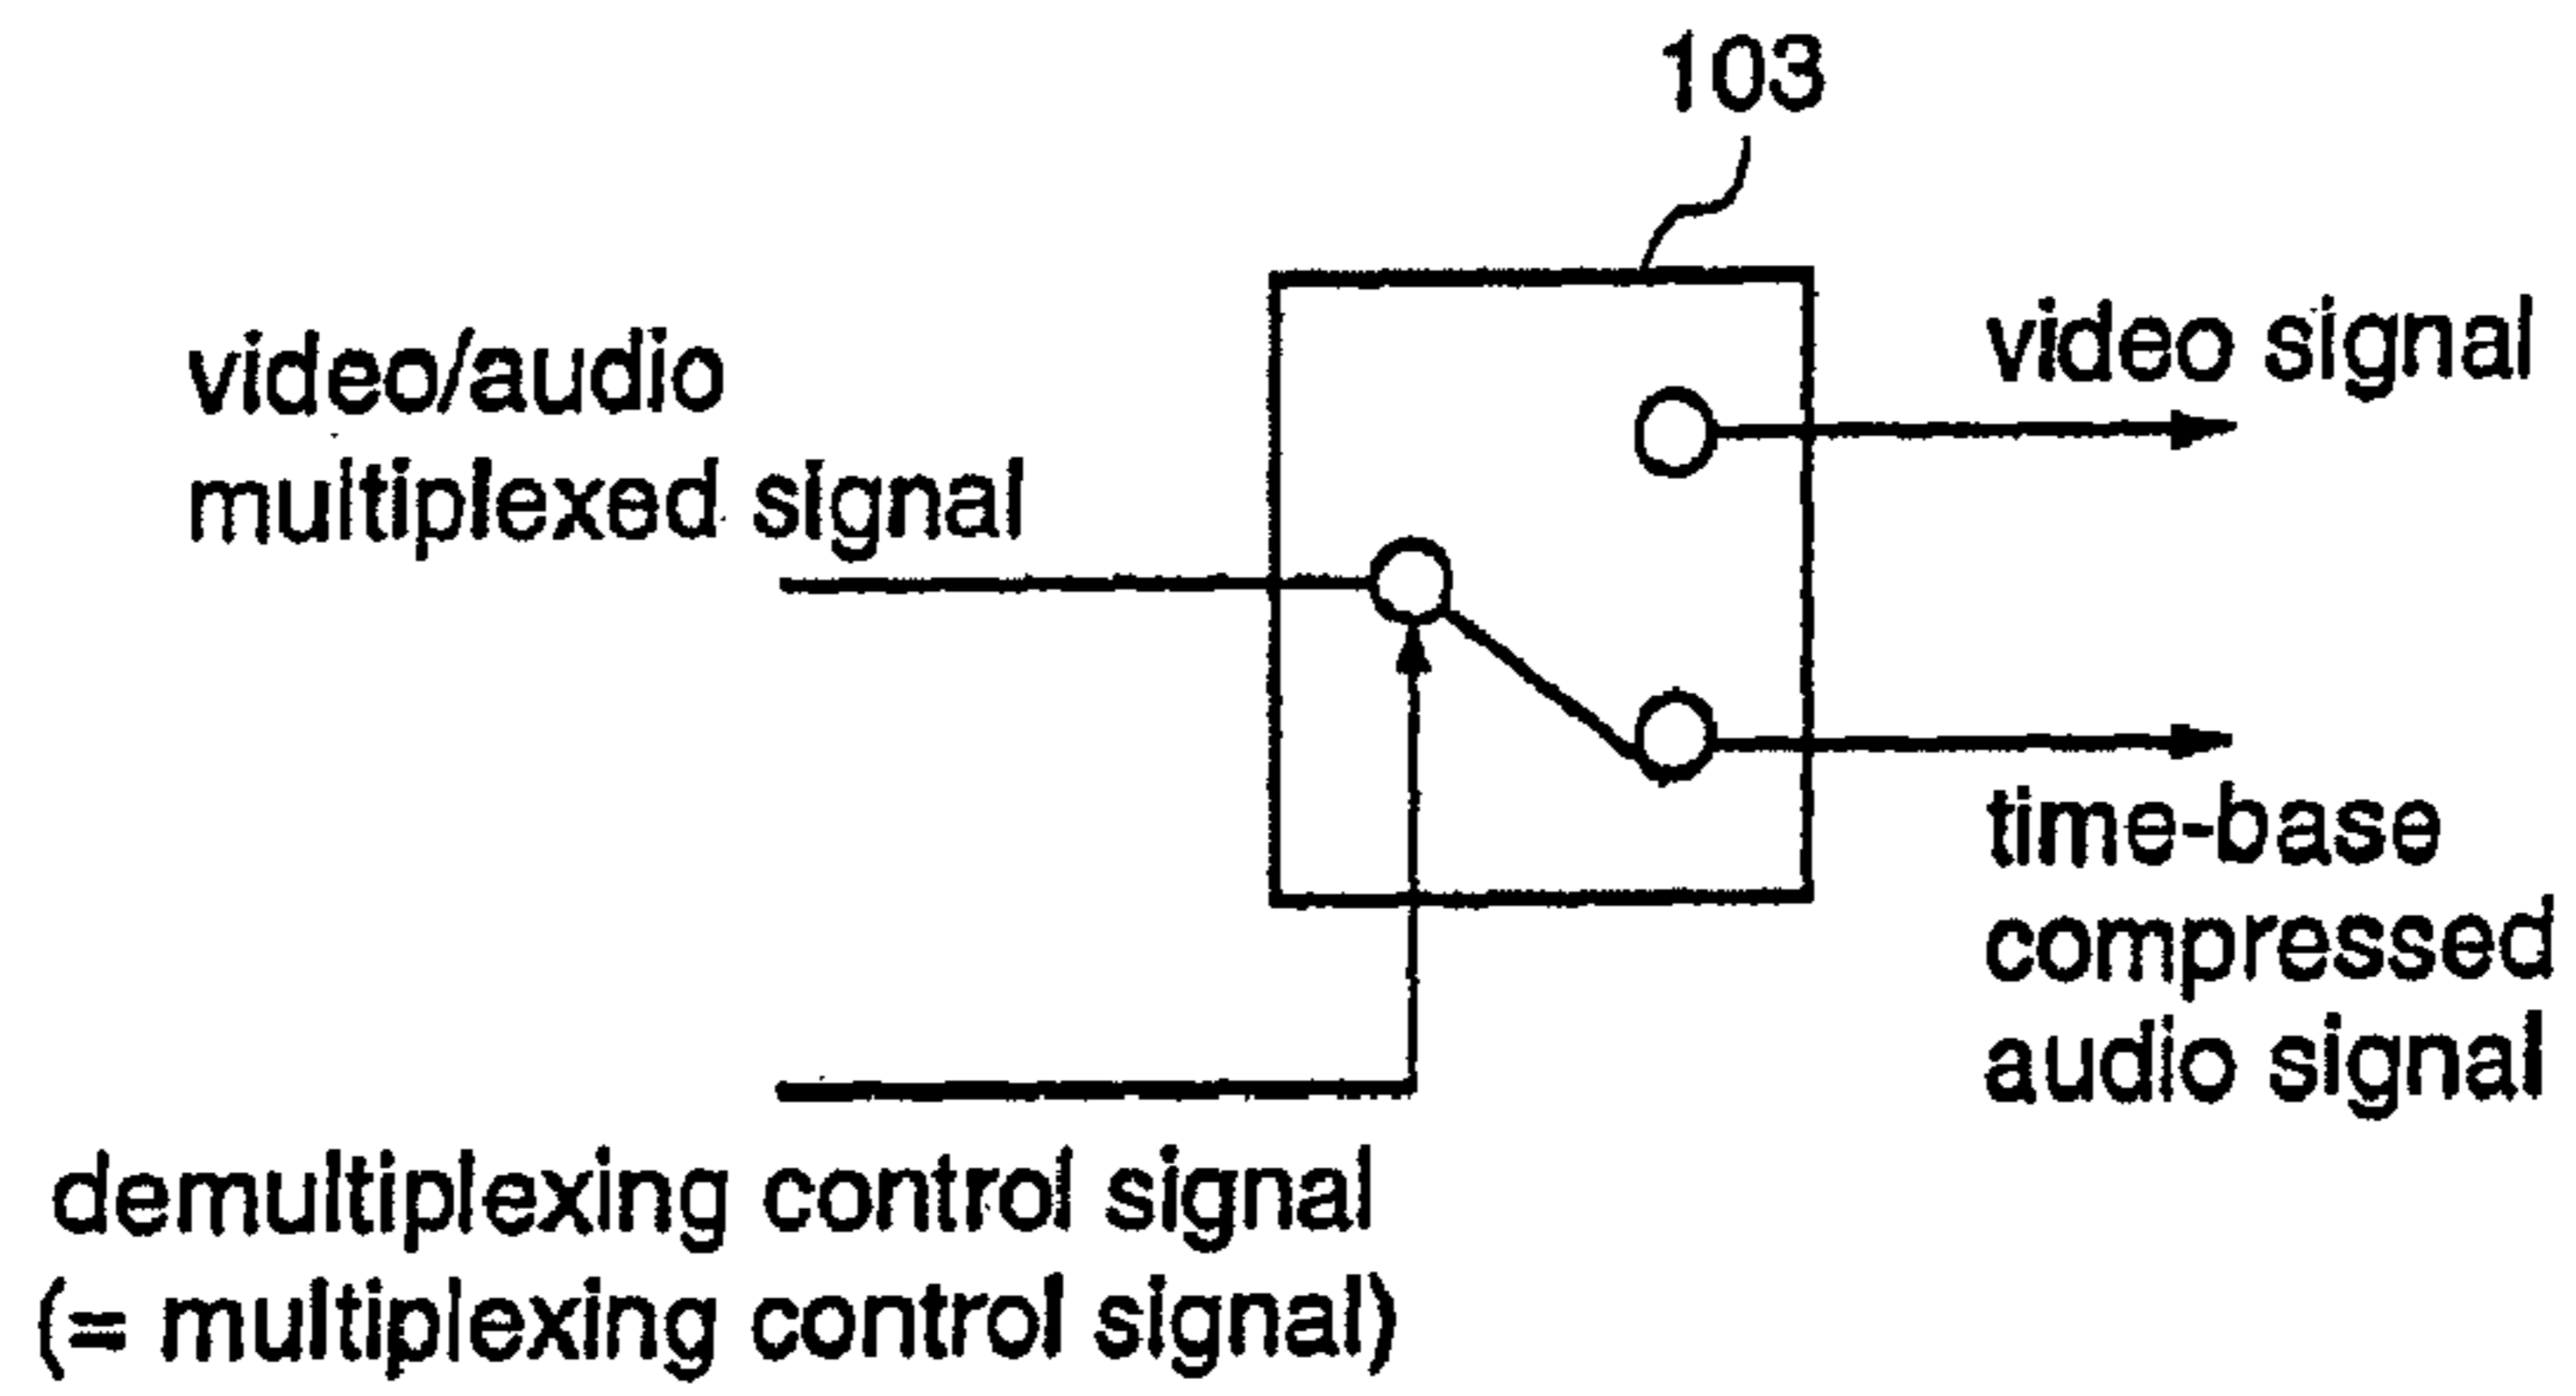 103
video/audio
multiplexed signal
video signal
time-base
compressed
audio signal
demultiplexing control signal
(= multiplexing control signal)